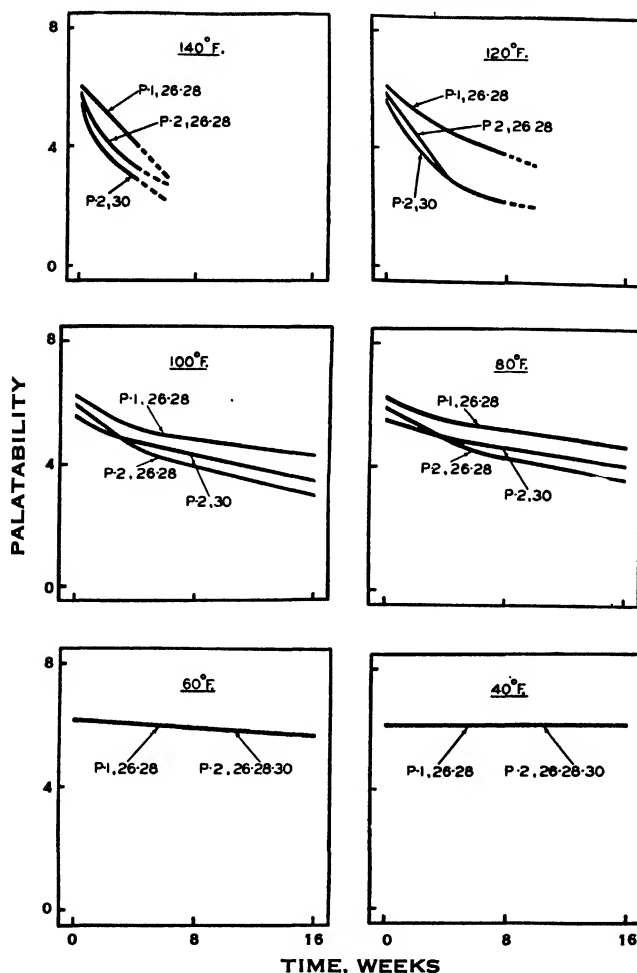 8
4
0
140°F.
P·1,26·28
P·2,26·28
P·2,30
120°F.
P·1,26·28
P·2,26·28
P·2,30
8
4
0
100°F.
P·1,26·28
P·2,26·28
P·2,30
80°F.
P·1,26·28
P·2,26·28
P·2,30
PALATABILITY
8
4
0
60°F.
P·1,26·28
P·2,26·28·30
40°F.
P·1,26·28
P·2,26·28·30
0
8
16
0
8
16
TIME, WEEKS